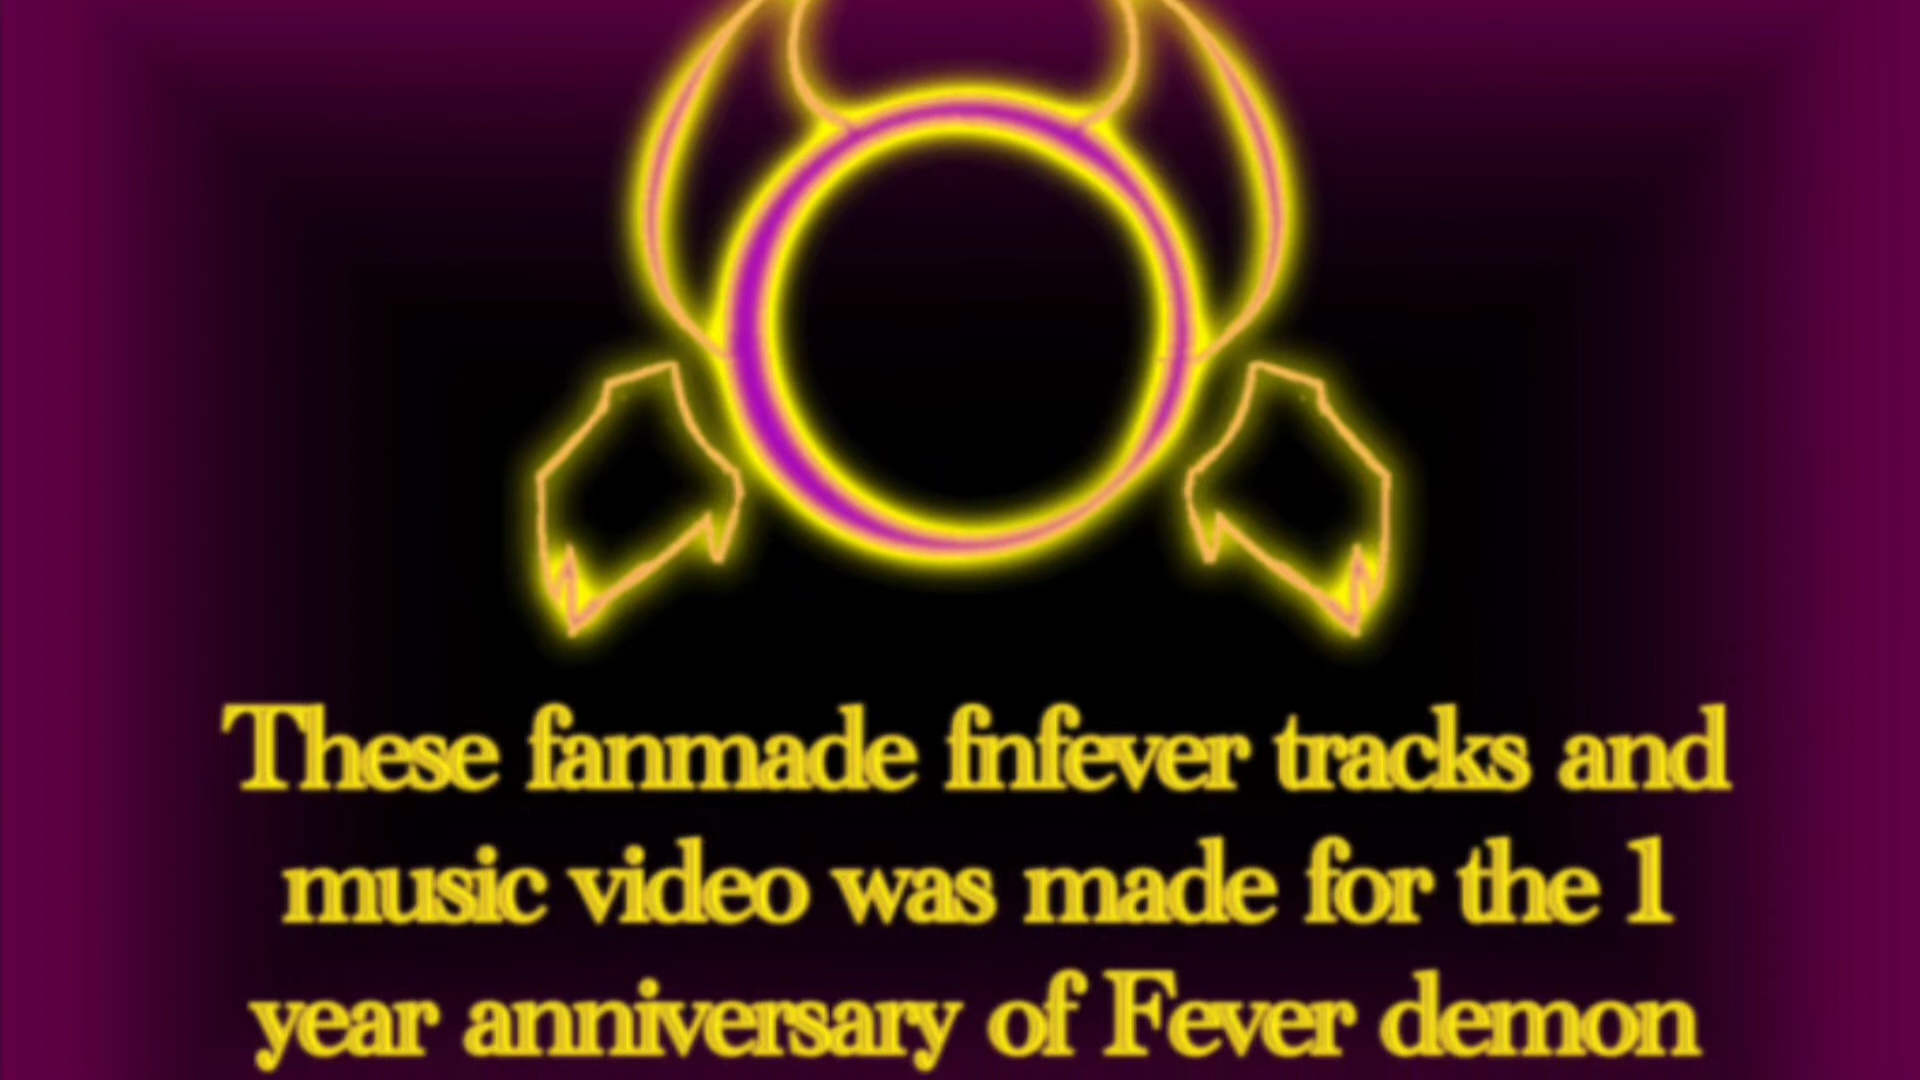 These fanmade fnfever tracks and
music video was made for the 1
year anniversary of Fever demon